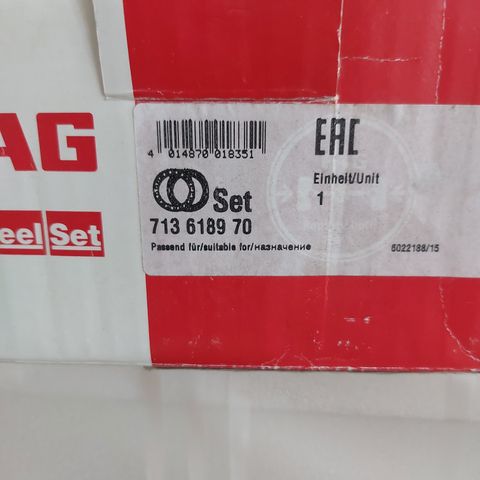 AG
eel Set
4 014870 018351
EAC
Einheit/Unit
1
Set
713 6189 70
Passend für/suitable for/назначение
5022188/15